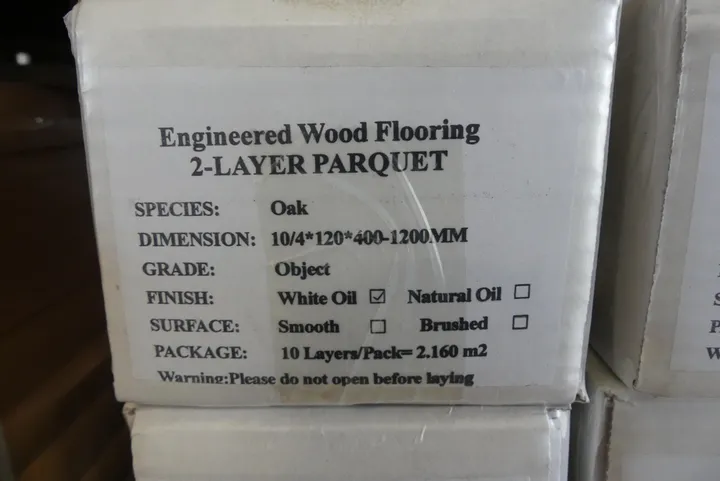 Engineered Wood Flooring
2-LAYER PARQUET
SPECIES: Oak
DIMENSION: 10/4*120*400-1200MM
GRADE: Object
FINISH: White Oil ☑ Natural Oil ☐
SURFACE: Smooth ☐ Brushed ☐
PACKAGE: 10 Layers/Pack= 2.160 m2
Warning:Please do not open before laying